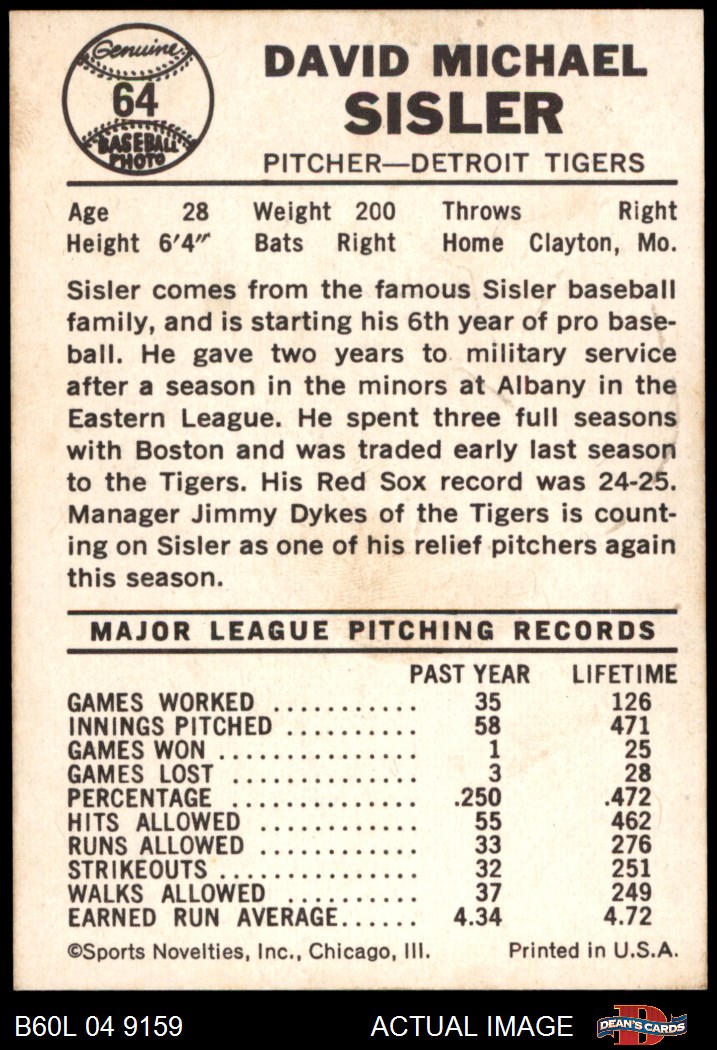 Genuine
64
BASEBALL
PHOTO
DAVID MICHAEL
SISLER
PITCHER—DETROIT TIGERS
Age 28 Weight 200 Throws Right
Height 6'4" Bats Right Home Clayton, Mo.
Sisler comes from the famous Sisler baseball
family, and is starting his 6th year of pro base-
ball. He gave two years to military service
after a season in the minors at Albany in the
Eastern League. He spent three full seasons
with Boston and was traded early last season
to the Tigers. His Red Sox record was 24-25.
Manager Jimmy Dykes of the Tigers is count-
ing on Sisler as one of his relief pitchers again
this season.
MAJOR LEAGUE PITCHING RECORDS
PAST YEAR LIFETIME
GAMES WORKED ........... 35 126
INNINGS PITCHED .......... 58 471
GAMES WON ............... 1 25
GAMES LOST .............. 3 28
PERCENTAGE .............. .250 .472
HITS ALLOWED ............ 55 462
RUNS ALLOWED ............ 33 276
STRIKEOUTS ............... 32 251
WALKS ALLOWED .......... 37 249
EARNED RUN AVERAGE...... 4.34 4.72
©Sports Novelties, Inc., Chicago, Ill. Printed in U.S.A.
B60L 04 9159 ACTUAL IMAGE D DEAN'S CARDS